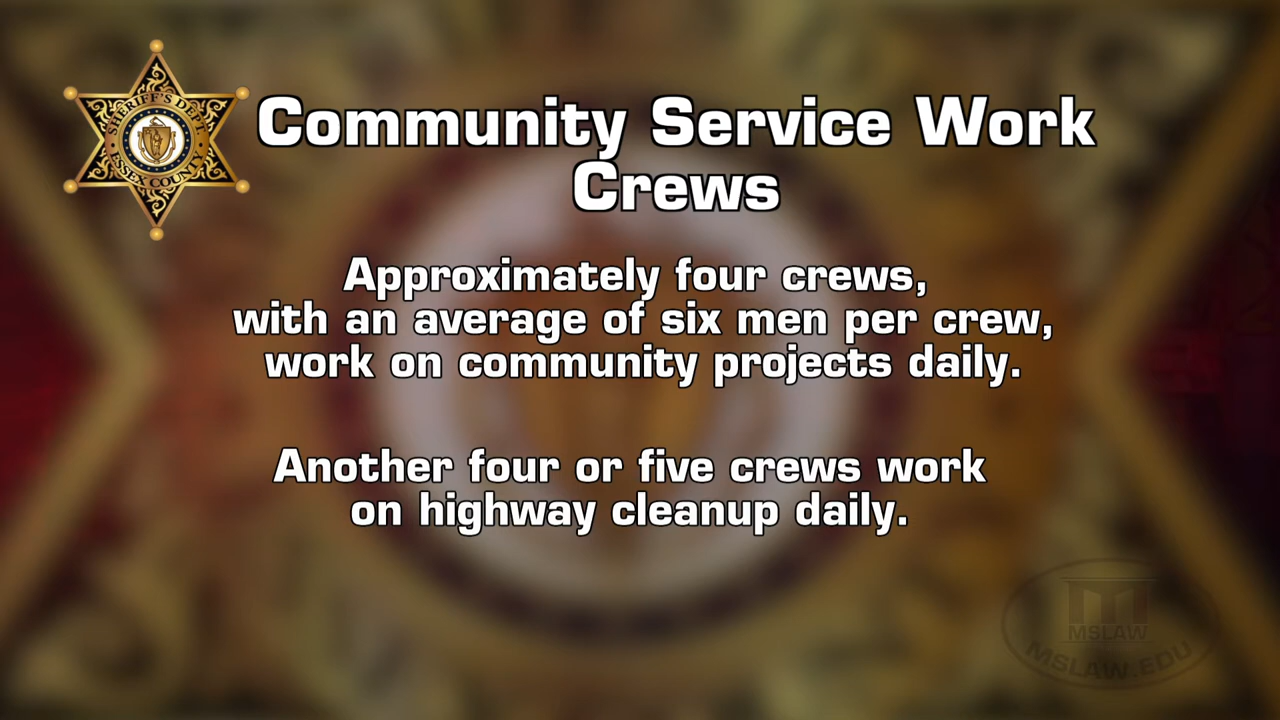 SHERIFF'S DEPT.
ESSEX COUNTY
Community Service Work
Crews
Approximately four crews,
with an average of six men per crew,
work on community projects daily.
Another four or five crews work
on highway cleanup daily.
MSLAW
MSLAW.EDU